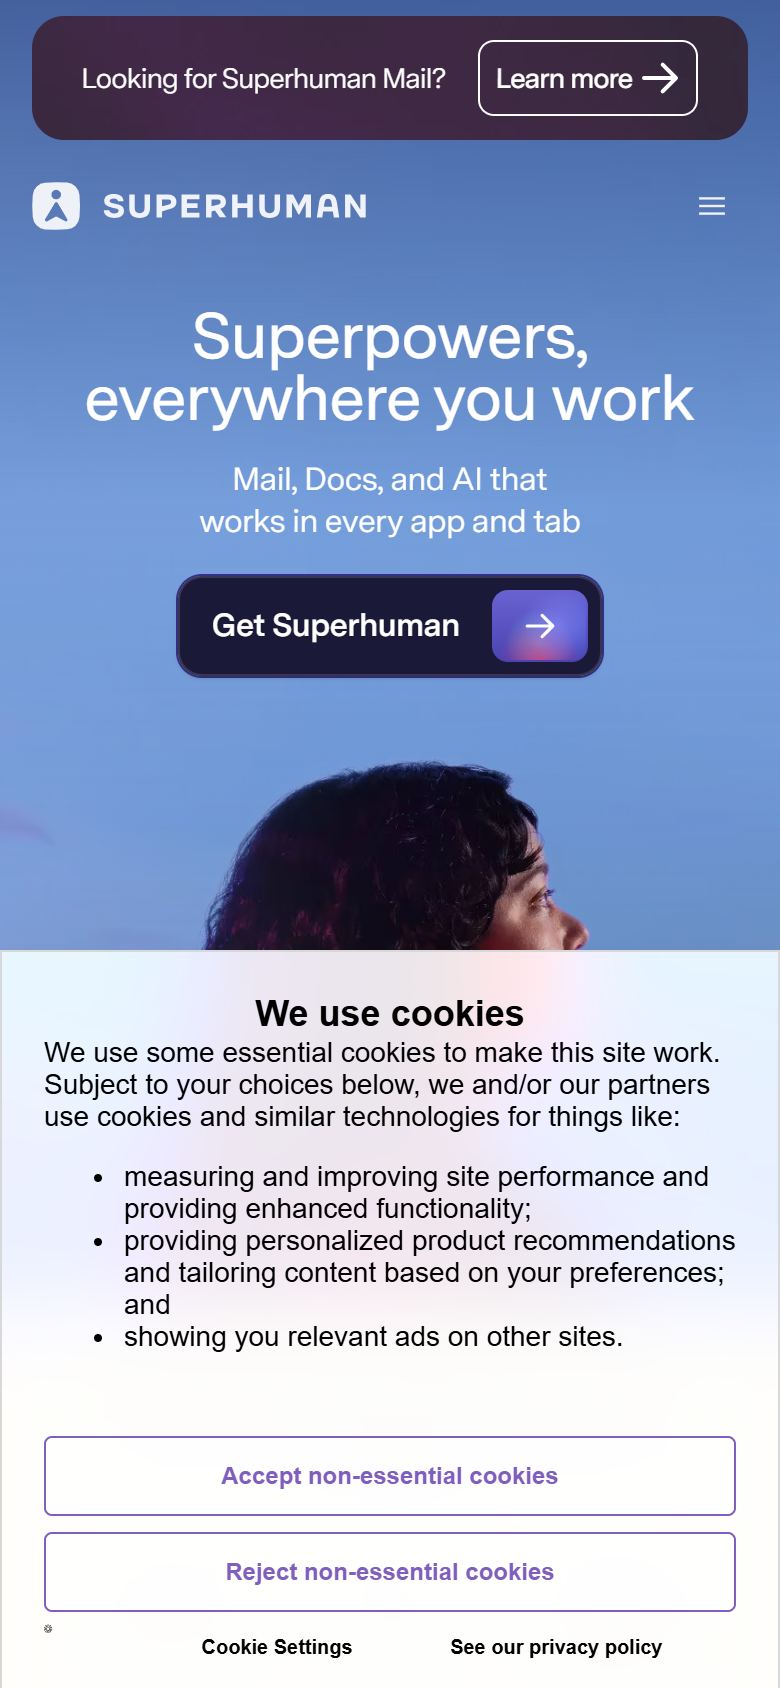 Looking for Superhuman Mail?
Learn more
SUPERHUMAN
Superpowers,
everywhere you work
Mail, Docs, and AI that
works in every app and tab
Get Superhuman
We use cookies
We use some essential cookies to make this site work.
Subject to your choices below, we and/or our partners
use cookies and similar technologies for things like:
• measuring and improving site performance and
providing enhanced functionality;
• providing personalized product recommendations
and tailoring content based on your preferences;
and
• showing you relevant ads on other sites.
Accept non-essential cookies
Reject non-essential cookies
Cookie Settings
See our privacy policy